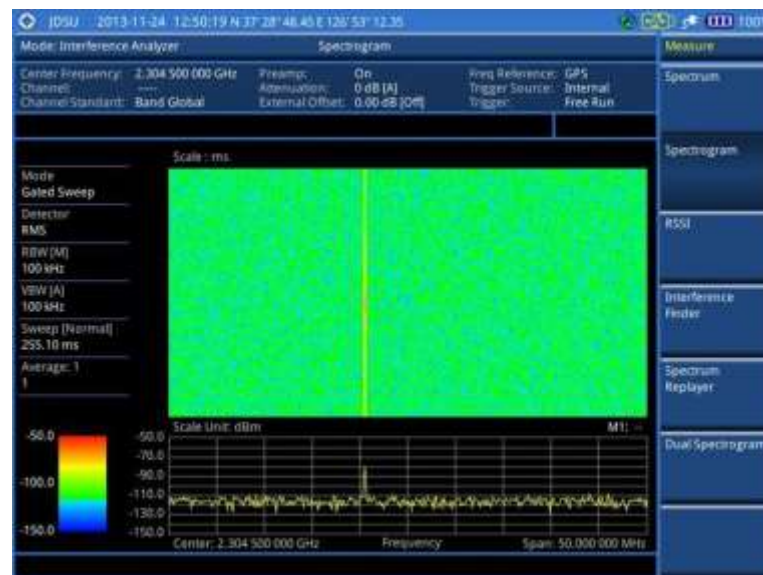 JDSU 2013-11-24 12:50:19 N 37° 28' 48.45 E 126° 53' 12.35 100%
Mode: Interference Analyzer Spectrogram Measure
Center Frequency: 2.304 500 000 GHz Preamp: On Freq Reference: GPS
Channel: ---- Attenuation: 0 dB [A] Trigger Source: Internal
Channel Standard: Band Global External Offset: 0.00 dB [Off] Trigger: Free Run
Spectrum
Scale : ms
Spectrogram
Mode
Gated Sweep
Detector
RMS
RSSI
RBW [M]
100 kHz
VBW [A]
100 kHz
Interference
Finder
Sweep [Normal]
255.10 ms
Average: 1
1
Spectrum
Replayer
Scale Unit: dBm M1: --
Dual Spectrogram
-50.0
-100.0
-150.0
-50.0
-70.0
-90.0
-110.0
-130.0
-150.0
Center: 2.304 500 000 GHz Frequency Span: 50.000 000 MHz